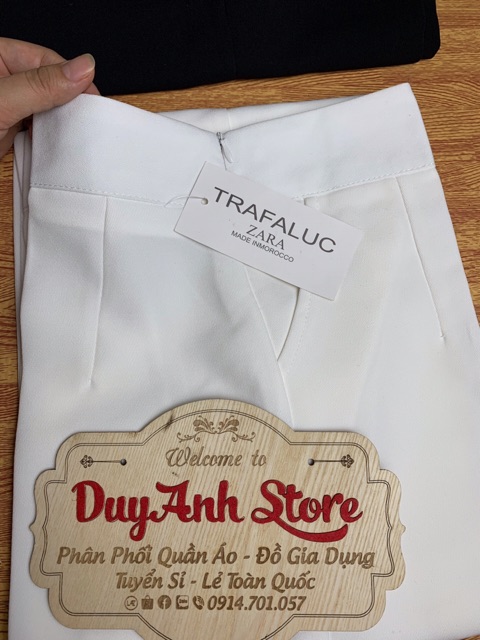 TRAFALUC
ZARA
MADE INMOROCCO
Welcome to
DuyAnh Store
Phân Phối Quần Áo - Đồ Gia Dụng
Tuyển Sỉ - Lẻ Toàn Quốc
0914.701.057